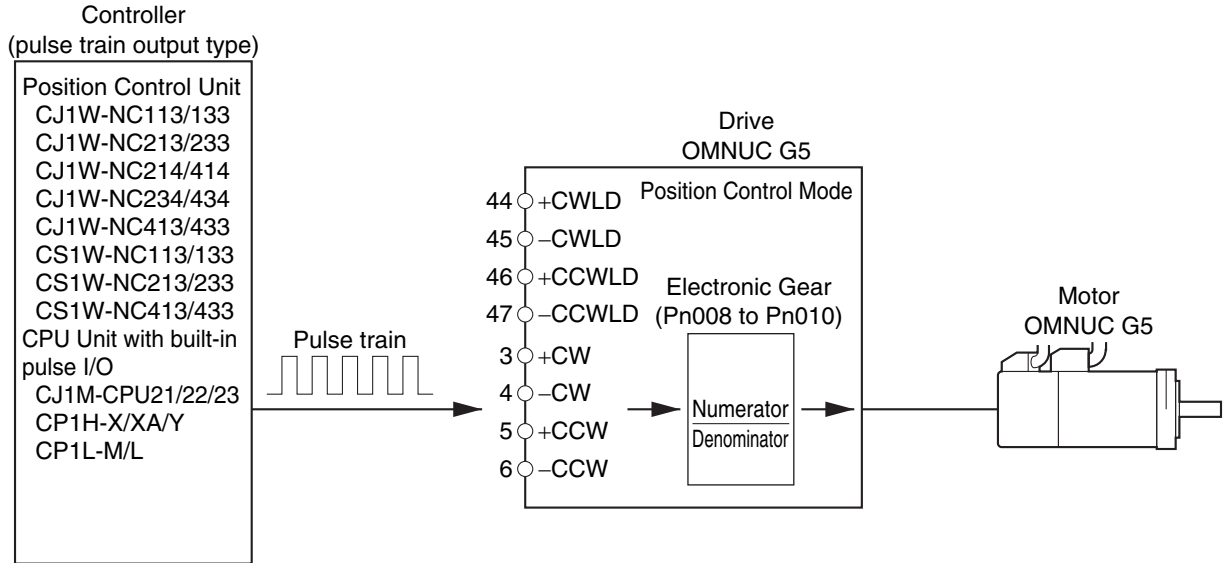 Controller
(pulse train output type)
Position Control Unit
CJ1W-NC113/133
CJ1W-NC213/233
CJ1W-NC214/414
CJ1W-NC234/434
CJ1W-NC413/433
CS1W-NC113/133
CS1W-NC213/233
CS1W-NC413/433
CPU Unit with built-in
pulse I/O
CJ1M-CPU21/22/23
CP1H-X/XA/Y
CP1L-M/L
Pulse train
Drive
OMNUC G5
Position Control Mode
44 +CWLD
45 −CWLD
46 +CCWLD
47 −CCWLD
3 +CW
4 −CW
5 +CCW
6 −CCW
Electronic Gear
(Pn008 to Pn010)
Numerator
Denominator
Motor
OMNUC G5